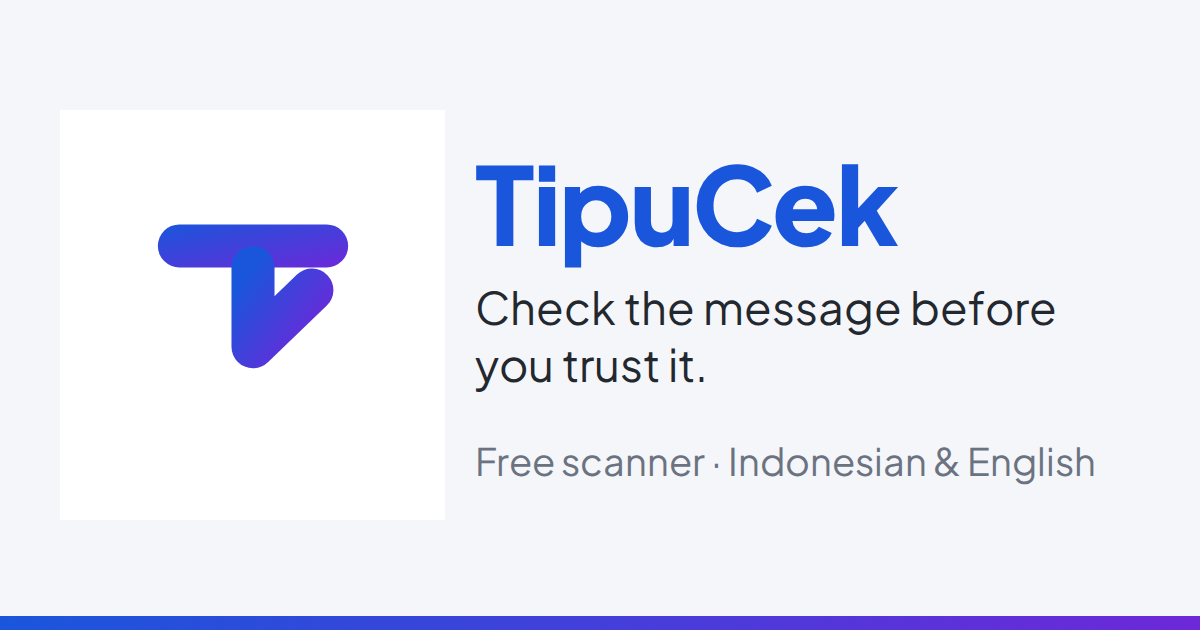 TipuCek
Check the message before
you trust it.
Free scanner · Indonesian & English